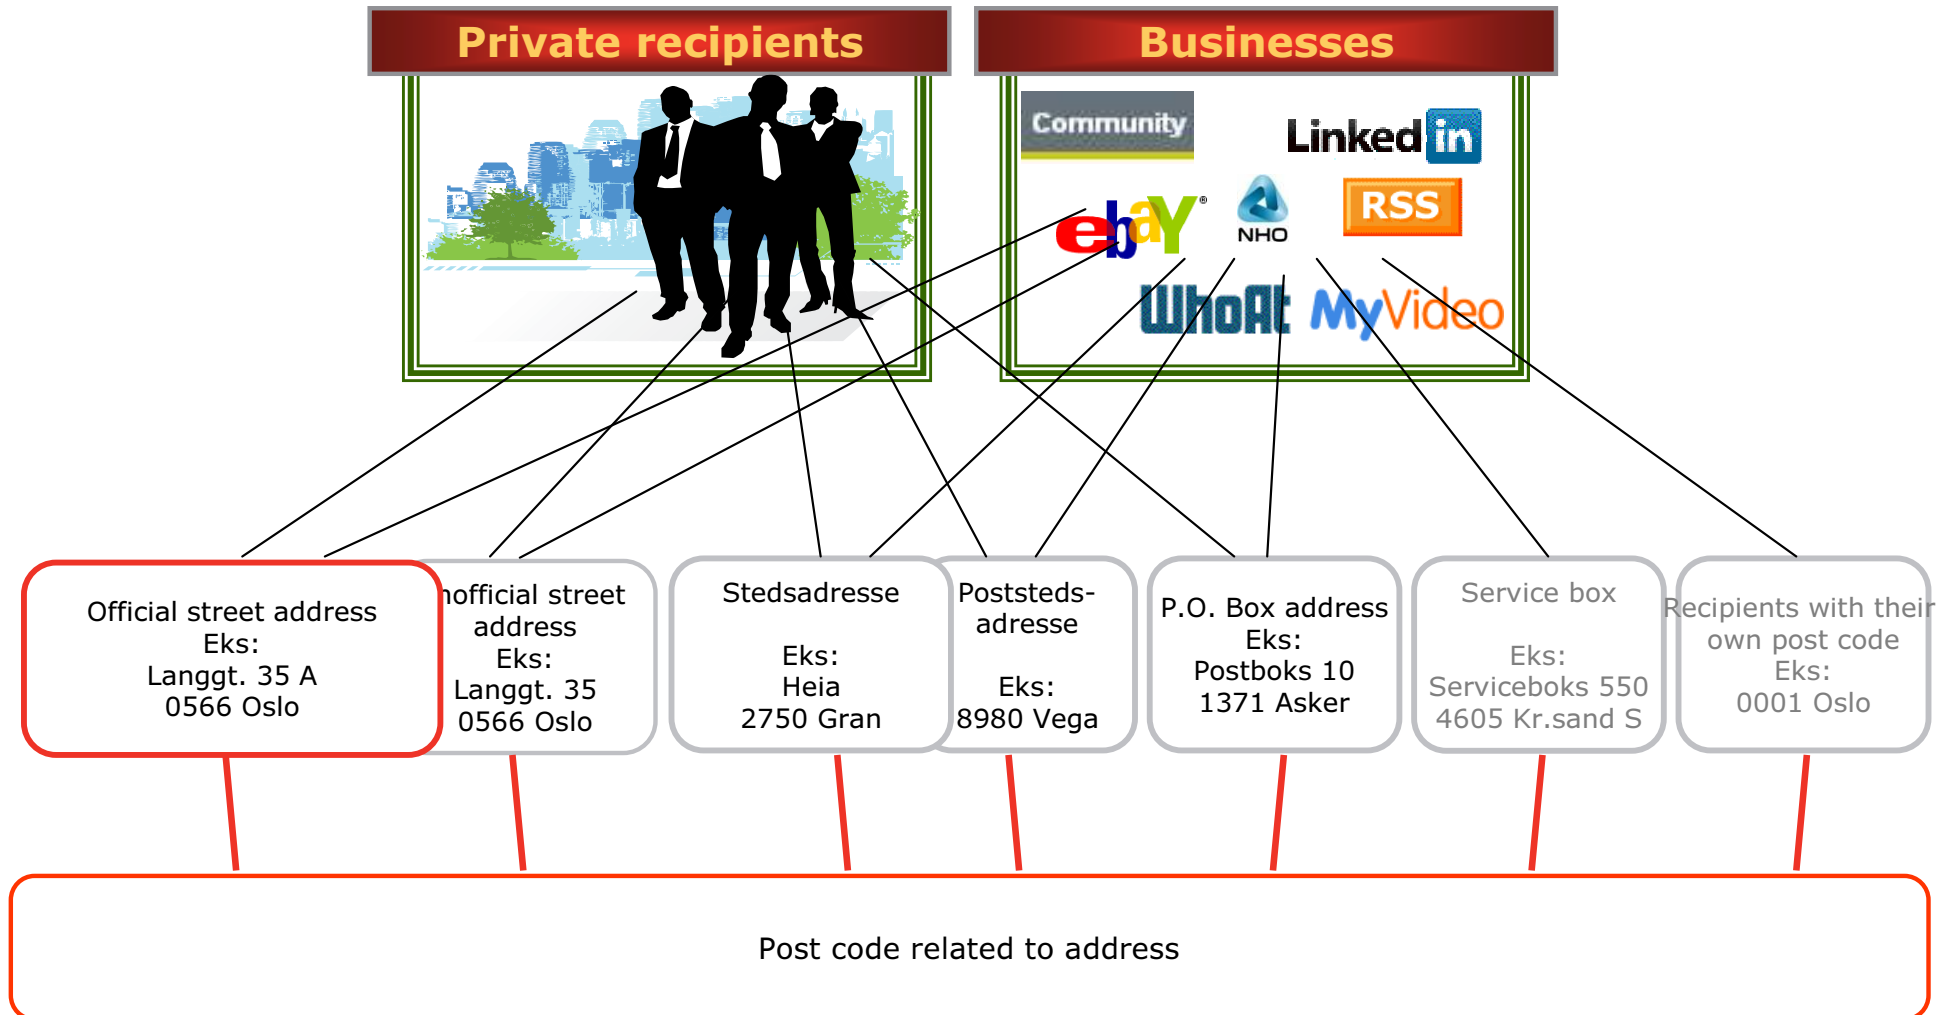 Private recipients
Businesses
Community
Linked in
ebay®
NHO
RSS
WhoAt
MyVideo
Official street address
Eks:
Langgt. 35 A
0566 Oslo
nofficial street
address
Eks:
Langgt. 35
0566 Oslo
Stedsadresse
Eks:
Heia
2750 Gran
Poststeds-
adresse
Eks:
8980 Vega
P.O. Box address
Eks:
Postboks 10
1371 Asker
Service box
Eks:
Serviceboks 550
4605 Kr.sand S
Recipients with their
own post code
Eks:
0001 Oslo
Post code related to address